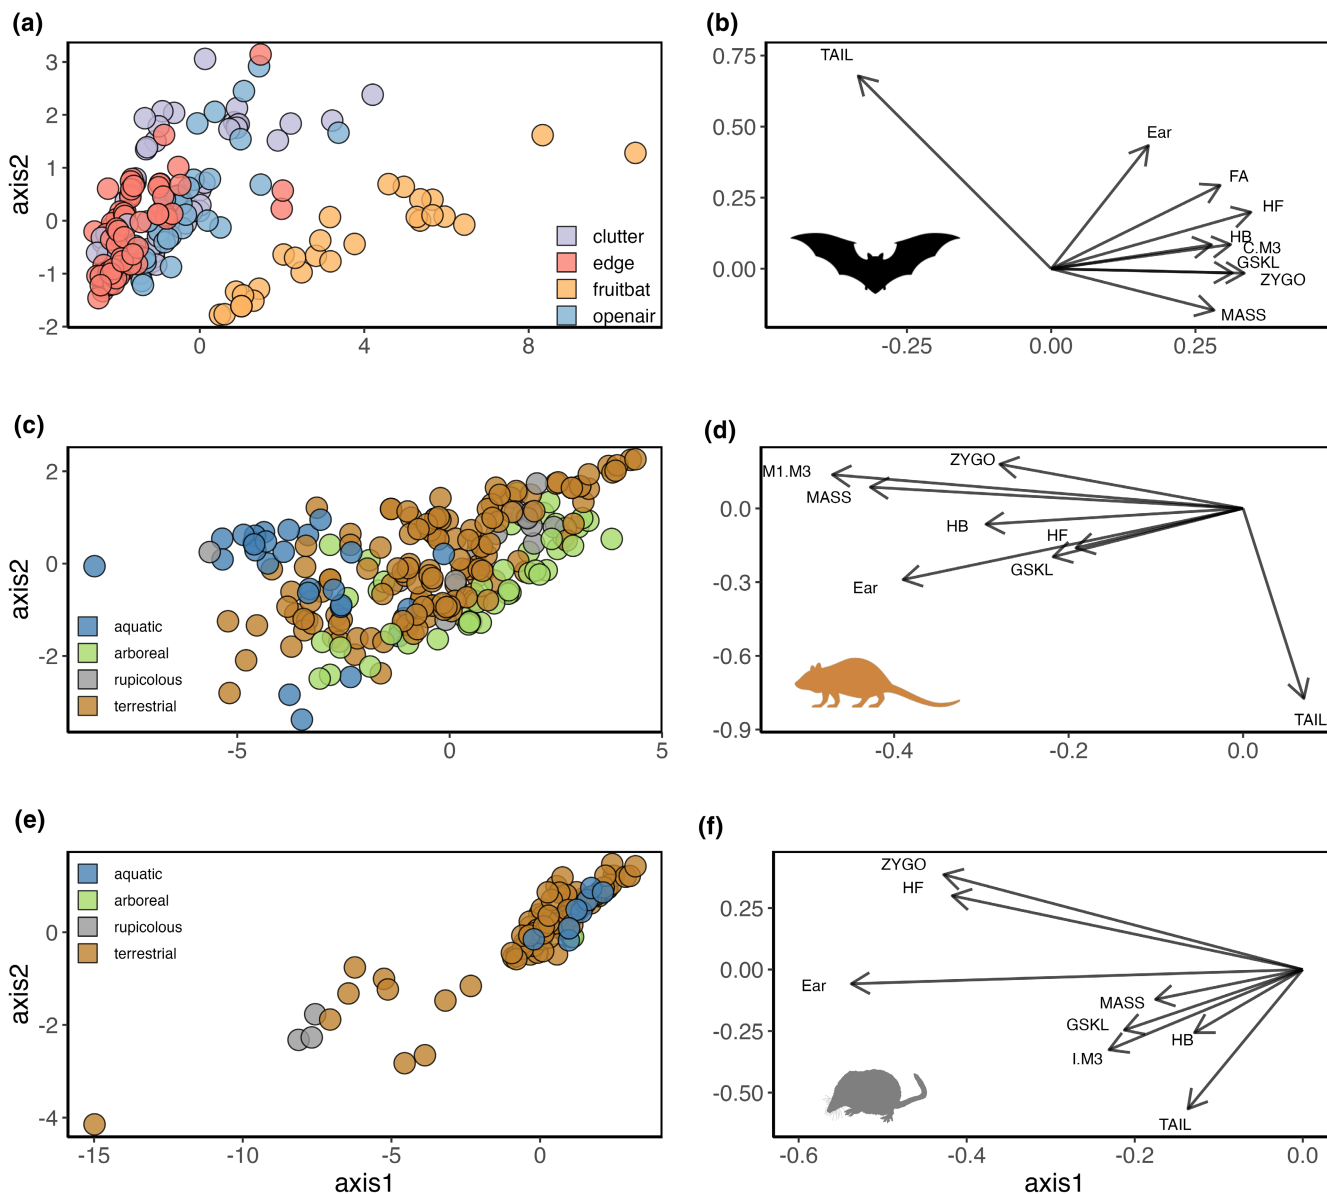 (a)
3
2
1
0
-1
-2
axis2
0
4
8
clutter
edge
fruitbat
openair
(b)
0.75
0.50
0.25
0.00
-0.25
0.00
0.25
TAIL
Ear
FA
HF
HB
C.M3
GSKL
ZYGO
MASS
(c)
2
0
-2
axis2
-5
0
5
aquatic
arboreal
rupicolous
terrestrial
(d)
0.0
-0.3
-0.6
-0.9
-0.4
-0.2
0.0
ZYGO
M1.M3
MASS
HB
HF
GSKL
Ear
TAIL
(e)
0
-2
-4
axis2
-15
-10
-5
0
axis1
aquatic
arboreal
rupicolous
terrestrial
(f)
0.25
0.00
-0.25
-0.50
-0.6
-0.4
-0.2
0.0
axis1
ZYGO
HF
Ear
MASS
GSKL
HB
I.M3
TAIL